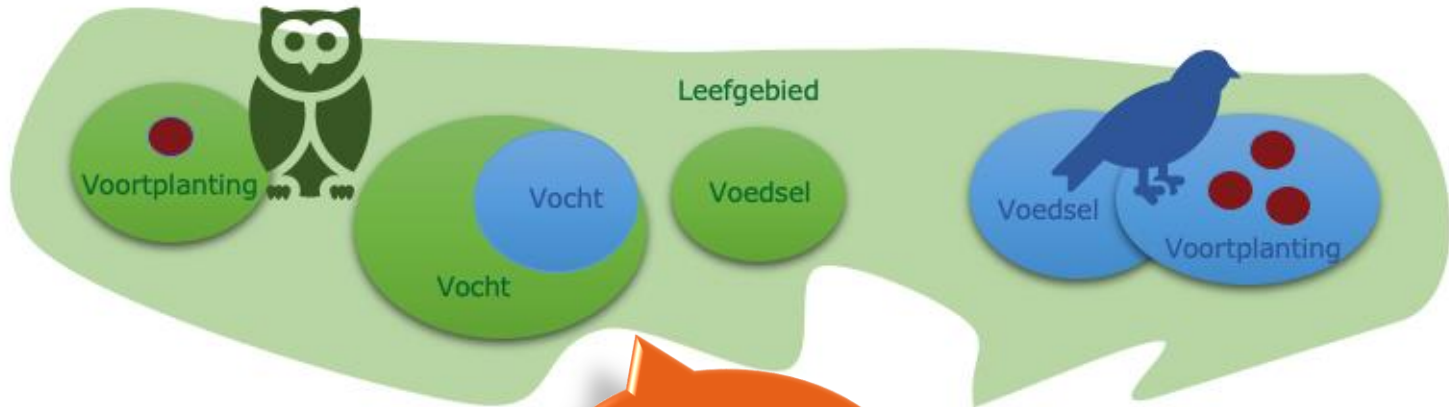 Leefgebied
Voortplanting
Vocht
Vocht
Voedsel
Voedsel
Voortplanting